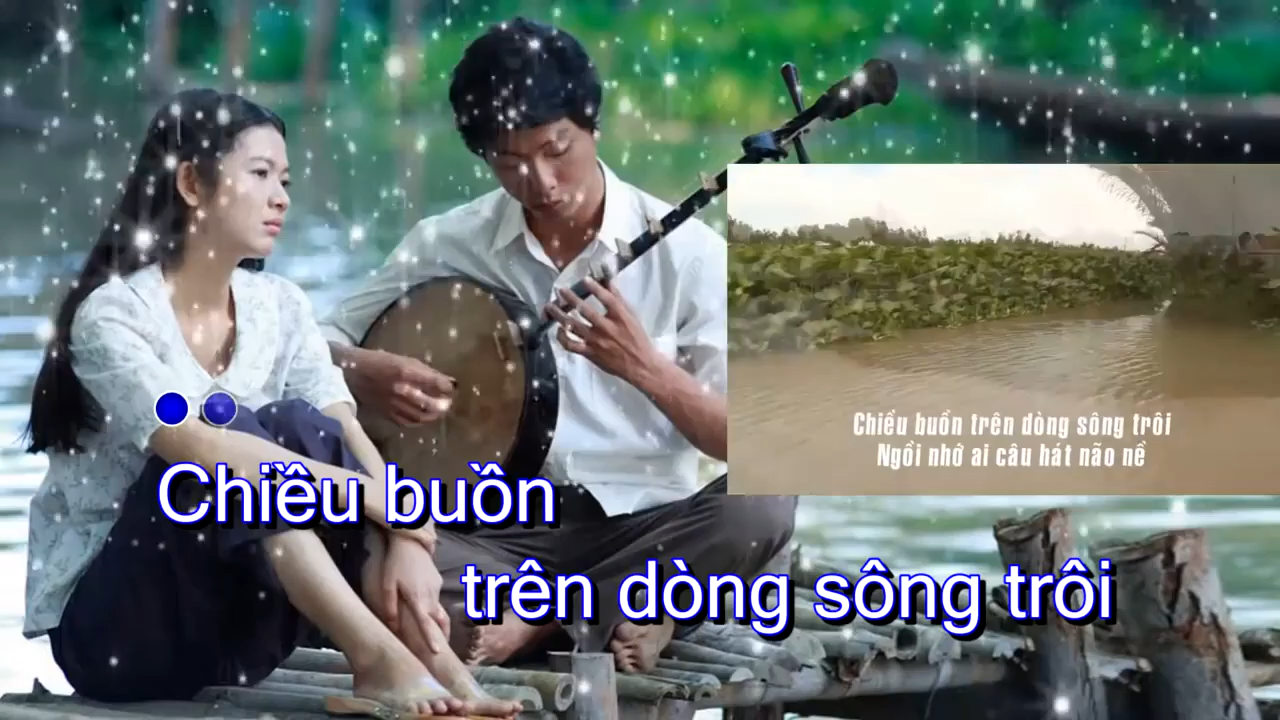 Chiều buồn trên dòng sông trôi
Ngồi nhớ ai câu hát não nề
Chiều buồn
trên dòng sông trôi